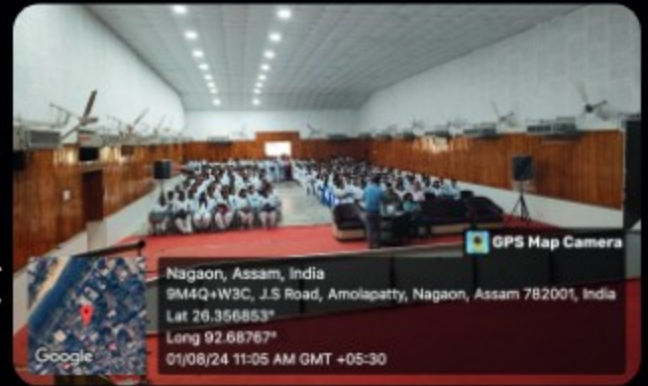 GPS Map Camera
Nagaon, Assam, India
9M4Q+W3C, J.S Road, Amolapatty, Nagaon, Assam 782001, India
Lat 26.356853°
Long 92.68767°
01/08/24 11:05 AM GMT +05:30
Google